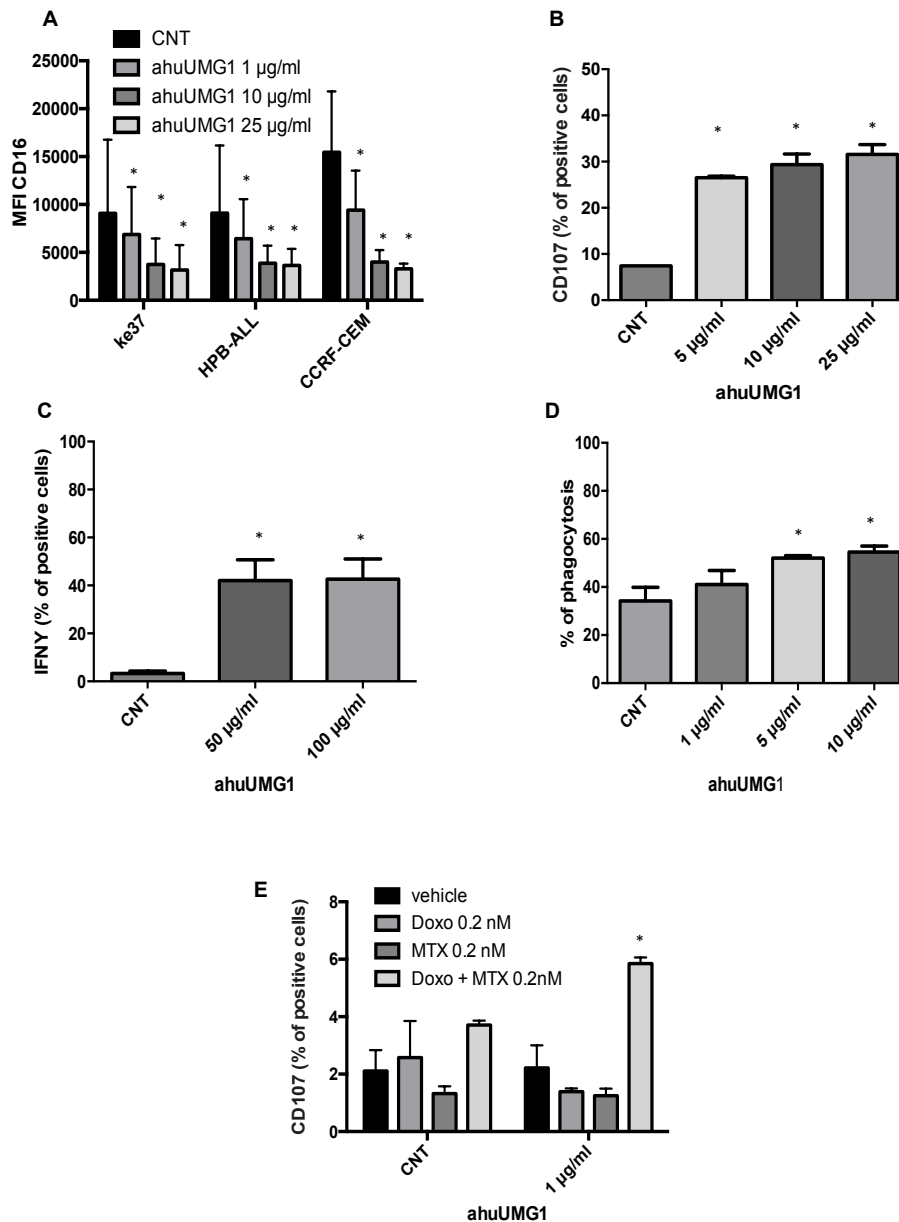 A
CNT
ahuUMG1 1 µg/ml
ahuUMG1 10 µg/ml
ahuUMG1 25 µg/ml
25000
20000
15000
10000
5000
0
MFI CD16
* * *
* * *
* * *
ke37
HPB-ALL
CCRF-CEM
B
50
40
30
20
10
0
CD107 (% of positive cells)
* * *
CNT
5 µg/ml
10 µg/ml
25 µg/ml
ahuUMG1
C
100
80
60
40
20
0
IFNY (% of positive cells)
* *
CNT
50 µg/ml
100 µg/ml
ahuUMG1
D
100
80
60
40
20
0
% of phagocytosis
* *
CNT
1 µg/ml
5 µg/ml
10 µg/ml
ahuUMG1
E
vehicle
Doxo 0.2 nM
MTX 0.2 nM
Doxo + MTX 0.2nM
8
6
4
2
0
CD107 (% of positive cells)
*
CNT
1 µg/ml
ahuUMG1